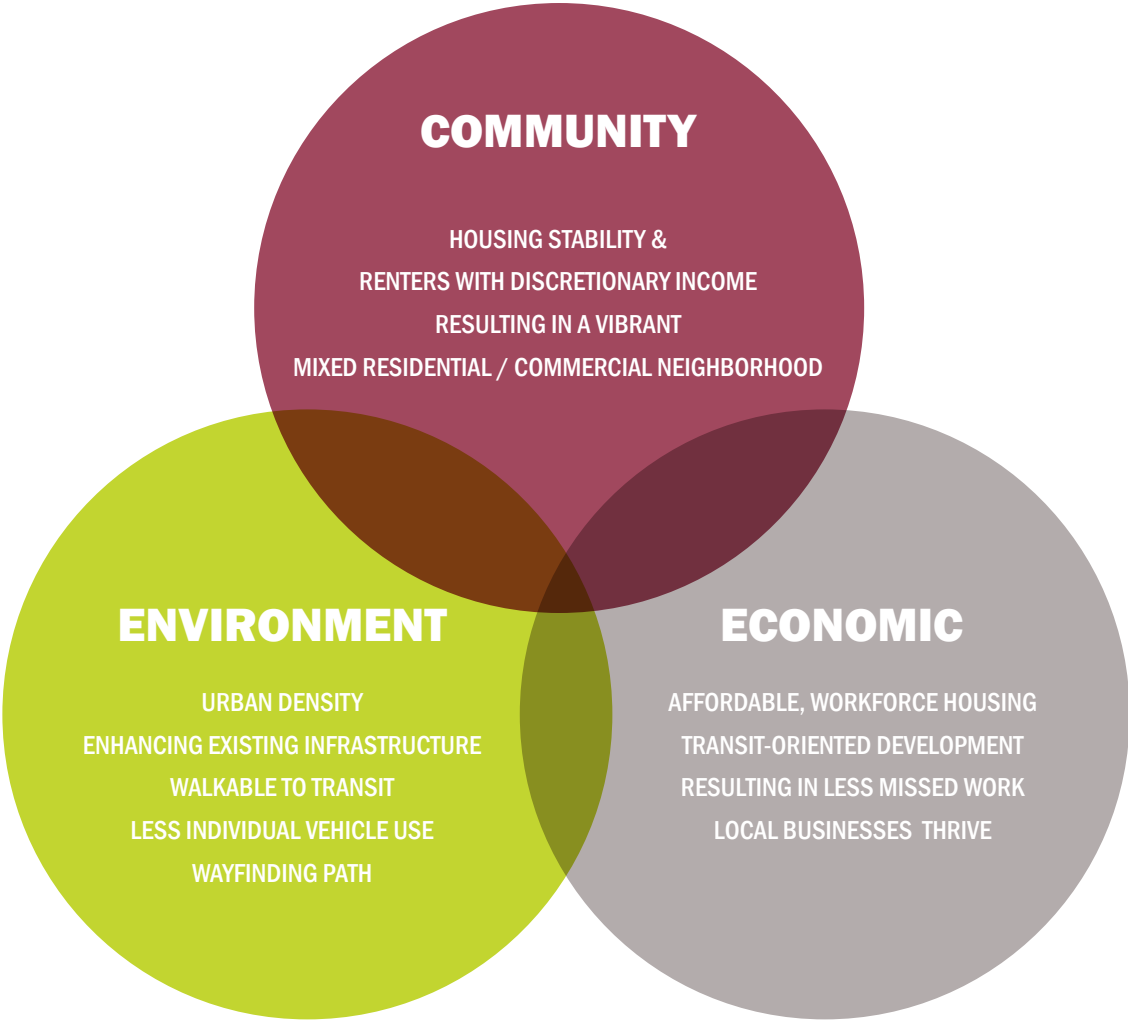 COMMUNITY
HOUSING STABILITY &
RENTERS WITH DISCRETIONARY INCOME
RESULTING IN A VIBRANT
MIXED RESIDENTIAL / COMMERCIAL NEIGHBORHOOD
ENVIRONMENT
URBAN DENSITY
ENHANCING EXISTING INFRASTRUCTURE
WALKABLE TO TRANSIT
LESS INDIVIDUAL VEHICLE USE
WAYFINDING PATH
ECONOMIC
AFFORDABLE, WORKFORCE HOUSING
TRANSIT-ORIENTED DEVELOPMENT
RESULTING IN LESS MISSED WORK
LOCAL BUSINESSES THRIVE